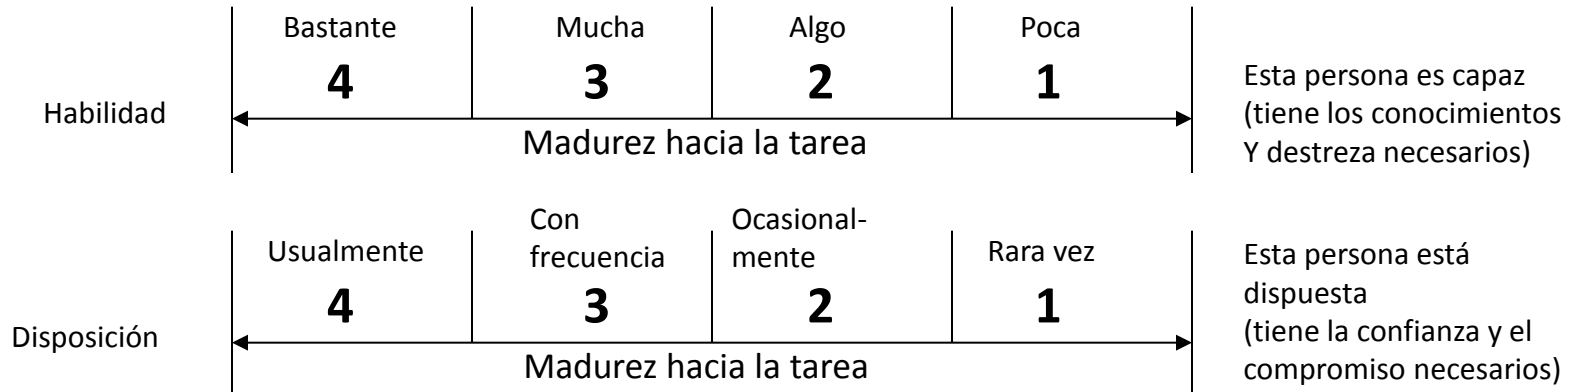 Bastante Mucha Algo Poca
4 3 2 1
Habilidad
Madurez hacia la tarea
Esta persona es capaz
(tiene los conocimientos
Y destreza necesarios)
Usualmente Con frecuencia Ocasional-mente Rara vez
4 3 2 1
Disposición
Madurez hacia la tarea
Esta persona está
dispuesta
(tiene la confianza y el
compromiso necesarios)